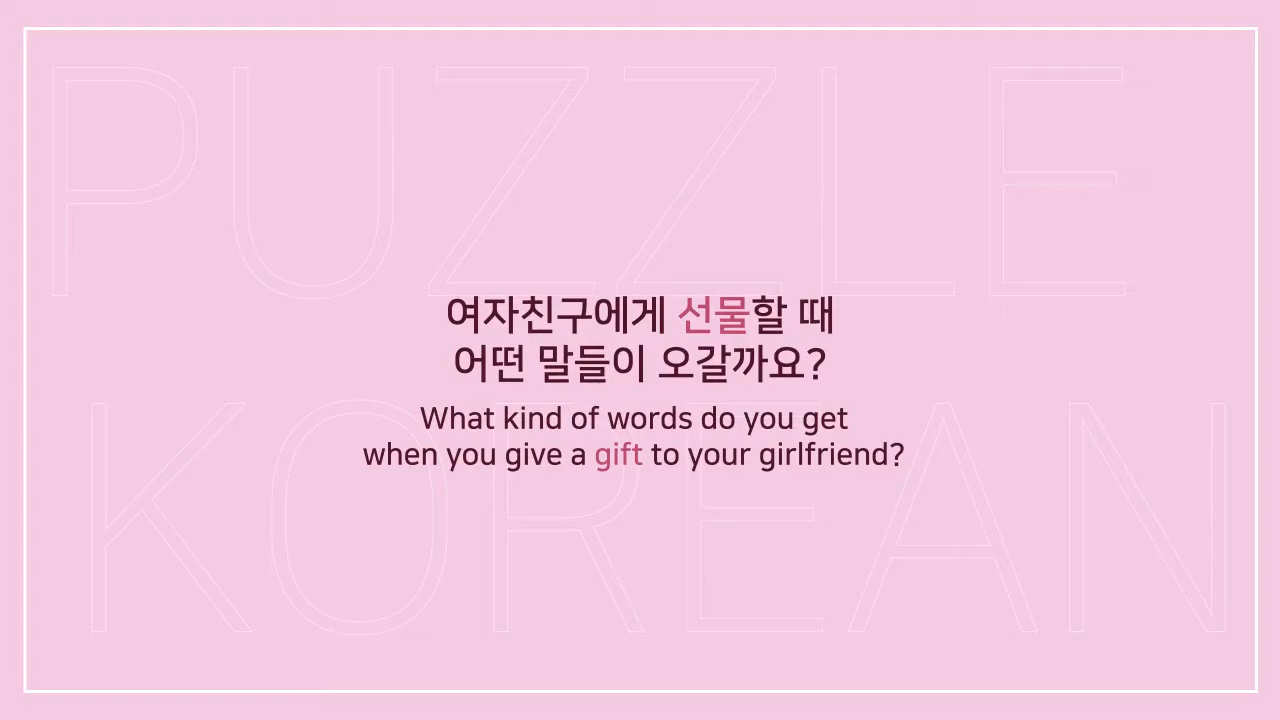 PUZZLE
여자친구에게 선물할 때
어떤 말들이 오갈까요?
What kind of words do you get
when you give a gift to your girlfriend?
KOREAN